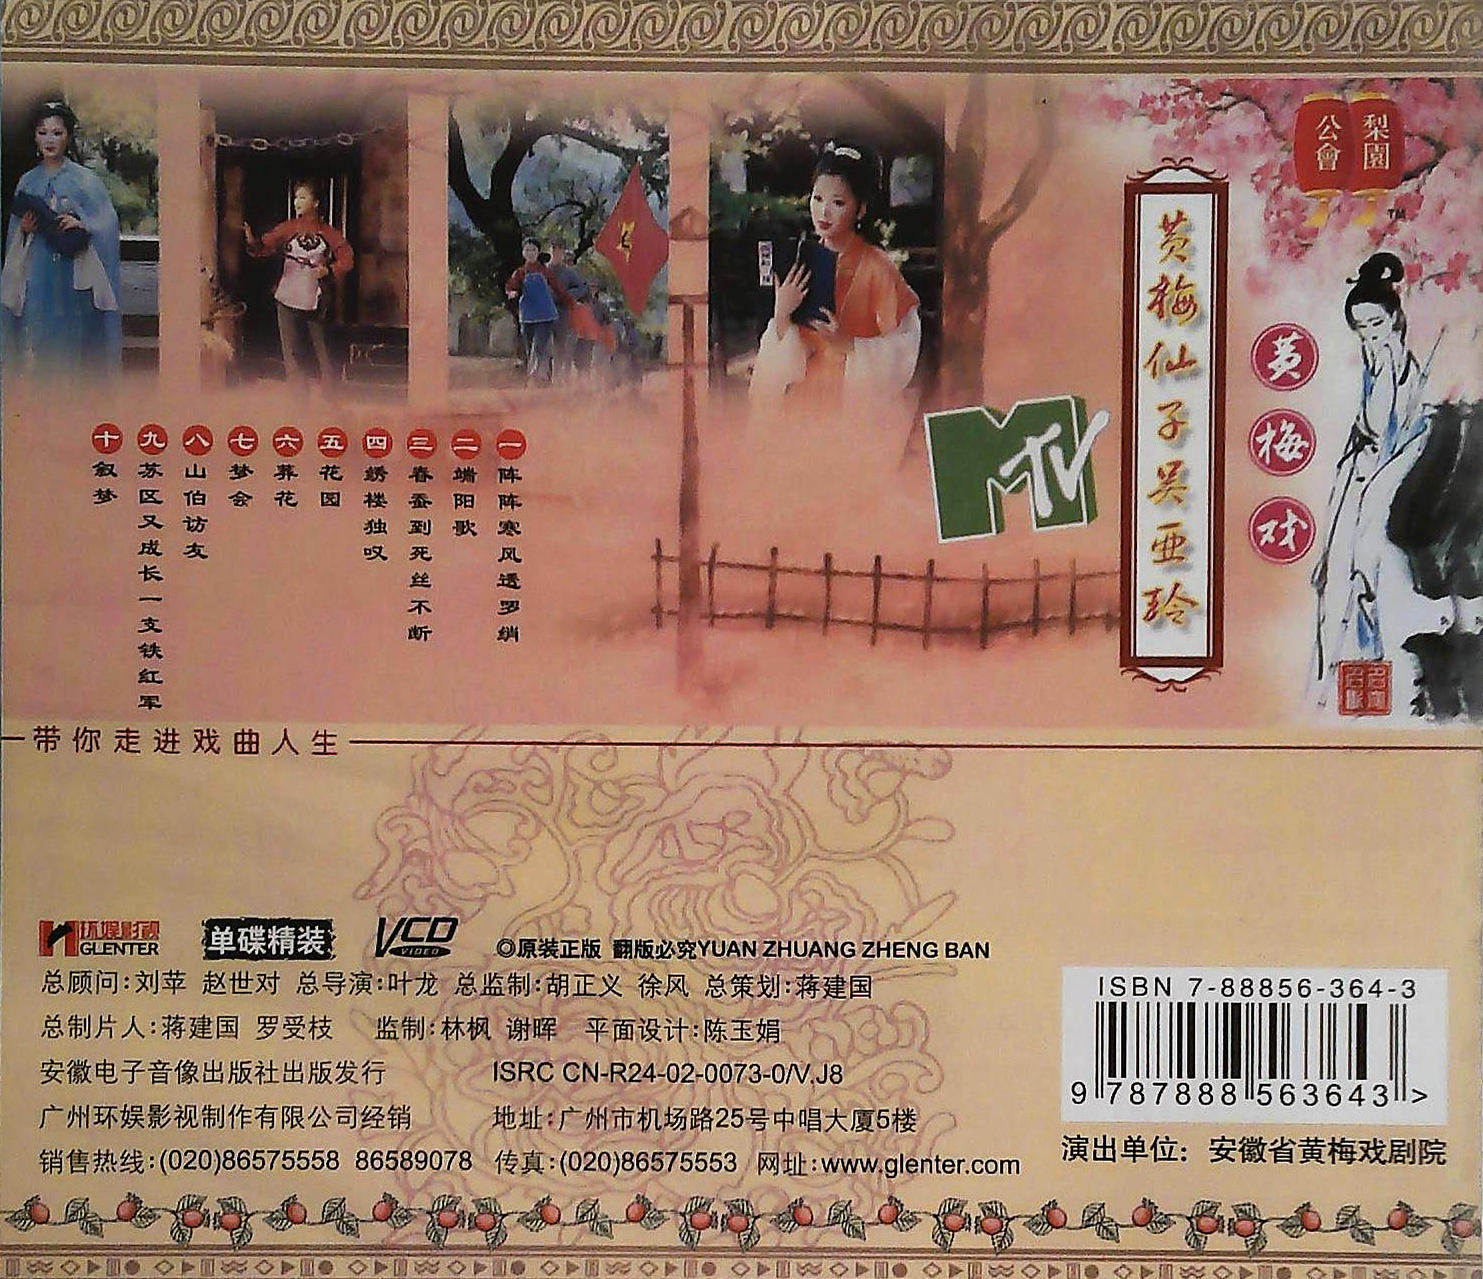 梨園
公會
TM
黄梅戏
黄梅仙子吴亚玲
MTV
一 阵阵寒风透罗绡
二 端阳歌
三 春蚕到死丝不断
四 绣楼独叹
五 花园
六 葬花
七 梦会
八 山伯访友
九 苏区又成长一支铁红军
十 叙梦
带你走进戏曲人生
环娱影视
GLENTER
单碟精装
VCD
VIDEO
◎原装正版 翻版必究YUAN ZHUANG ZHENG BAN
总顾问:刘苹 赵世对 总导演:叶龙 总监制:胡正义 徐风 总策划:蒋建国
总制片人:蒋建国 罗受枝 监制:林枫 谢晖 平面设计:陈玉娟
安徽电子音像出版社出版发行 ISRC CN-R24-02-0073-0/V.J8
广州环娱影视制作有限公司经销 地址:广州市机场路25号中唱大厦5楼
销售热线:(020)86575558 86589078 传真:(020)86575553 网址:www.glenter.com
ISBN 7-88856-364-3
9 787888 563643 >
演出单位: 安徽省黄梅戏剧院